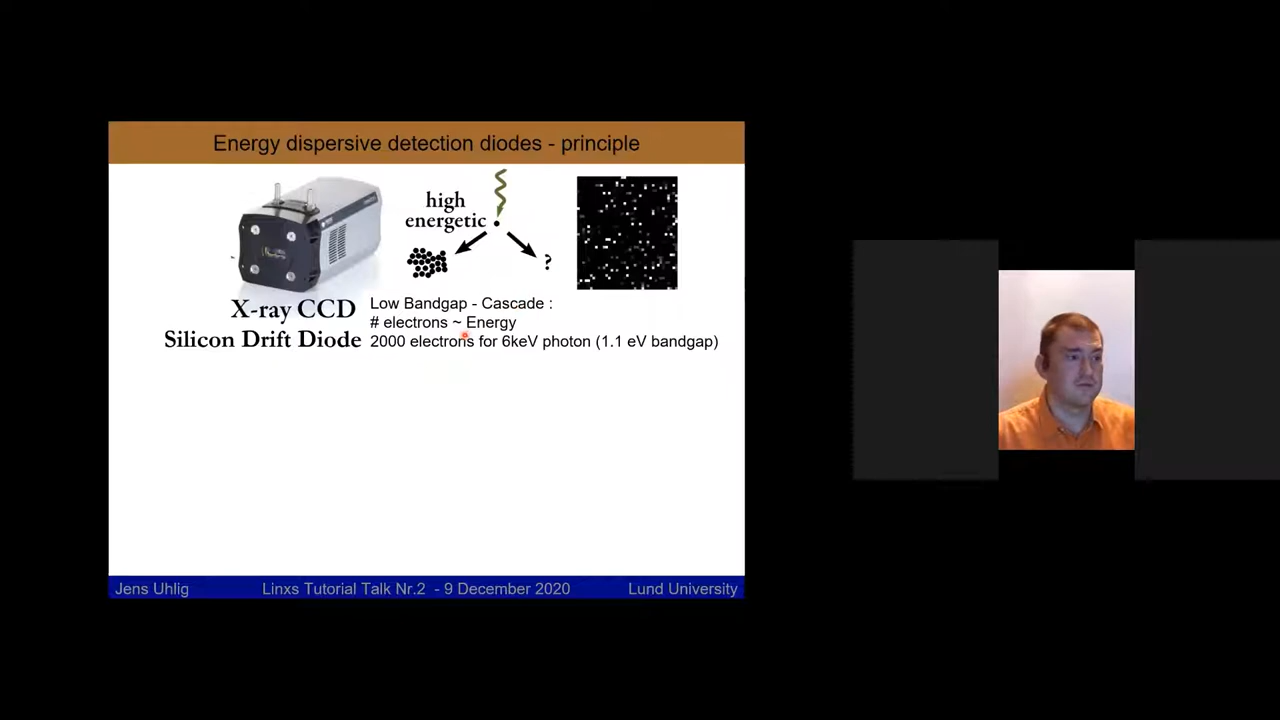 Energy dispersive detection diodes - principle
high
energetic
?
X-ray CCD
Silicon Drift Diode
Low Bandgap - Cascade :
# electrons ~ Energy
2000 electrons for 6keV photon (1.1 eV bandgap)
Jens Uhlig
Linxs Tutorial Talk Nr.2 - 9 December 2020
Lund University